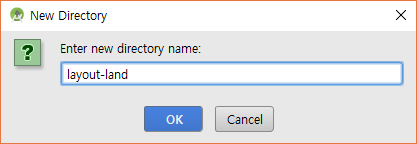 New Directory
Enter new directory name:
layout-land
OK
Cancel